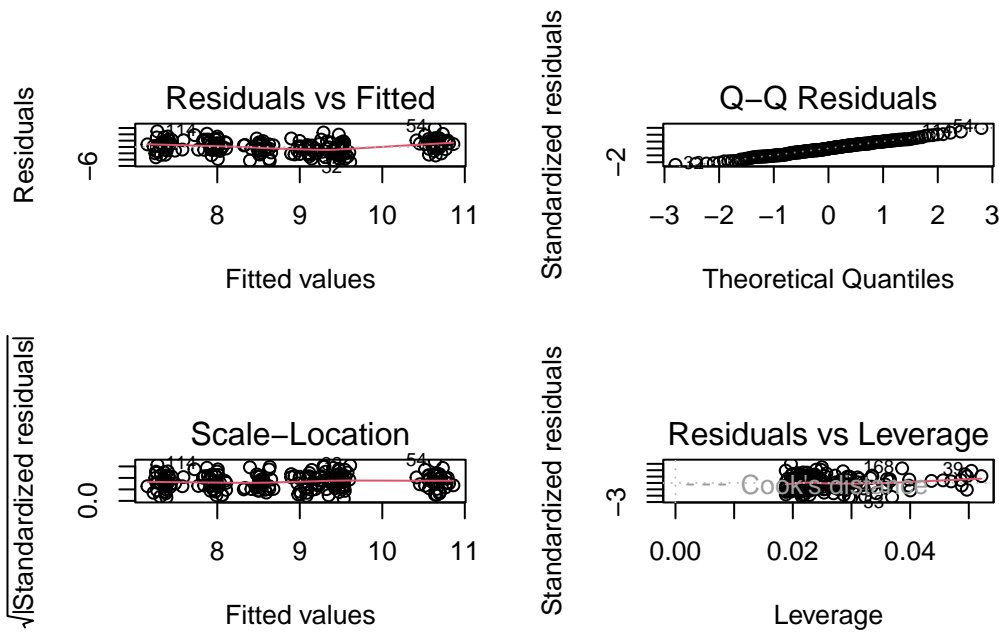 Residuals vs Fitted
Residuals
−6
114
54
32
8 9 10 11
Fitted values
Q−Q Residuals
Standardized residuals
−2
32
54
−3 −2 −1 0 1 2 3
Theoretical Quantiles
Scale−Location
√|Standardized residuals|
0.0
114
54
8 9 10 11
Fitted values
Residuals vs Leverage
Standardized residuals
−3
168
39
Cook's distance
0.00 0.02 0.04
Leverage